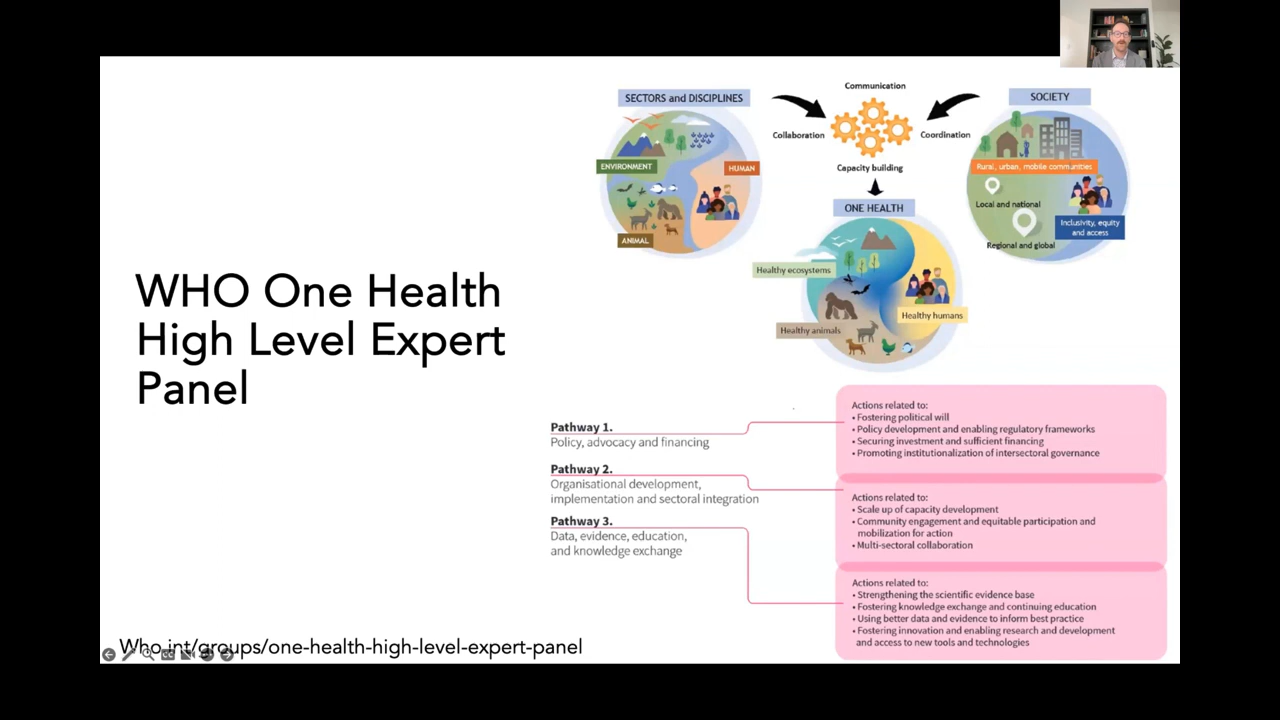 WHO One Health
High Level Expert
Panel
SECTORS and DISCIPLINES
ENVIRONMENT
HUMAN
ANIMAL
Communication
Collaboration
Coordination
Capacity building
SOCIETY
Rural, urban, mobile communities
Local and national
Inclusivity, equity
and access
Regional and global
ONE HEALTH
Healthy ecosystems
Healthy humans
Healthy animals
Pathway 1.
Policy, advocacy and financing
Actions related to:
• Fostering political will
• Policy development and enabling regulatory frameworks
• Securing investment and sufficient financing
• Promoting institutionalization of intersectoral governance
Pathway 2.
Organisational development,
implementation and sectoral integration
Actions related to:
• Scale up of capacity development
• Community engagement and equitable participation and
mobilization for action
• Multi-sectoral collaboration
Pathway 3.
Data, evidence, education,
and knowledge exchange
Actions related to:
• Strengthening the scientific evidence base
• Fostering knowledge exchange and continuing education
• Using better data and evidence to inform best practice
• Fostering innovation and enabling research and development
and access to new tools and technologies
Who.int/groups/one-health-high-level-expert-panel